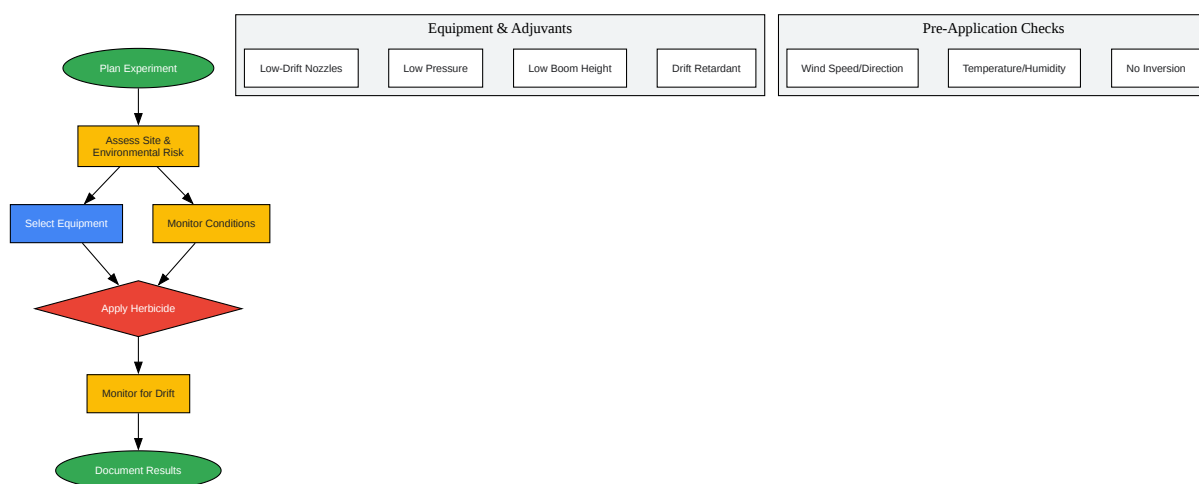 Equipment & Adjuvants
Low-Drift Nozzles
Low Pressure
Low Boom Height
Drift Retardant
Pre-Application Checks
Wind Speed/Direction
Temperature/Humidity
No Inversion
Plan Experiment
Assess Site &
Environmental Risk
Select Equipment
Monitor Conditions
Apply Herbicide
Monitor for Drift
Document Results